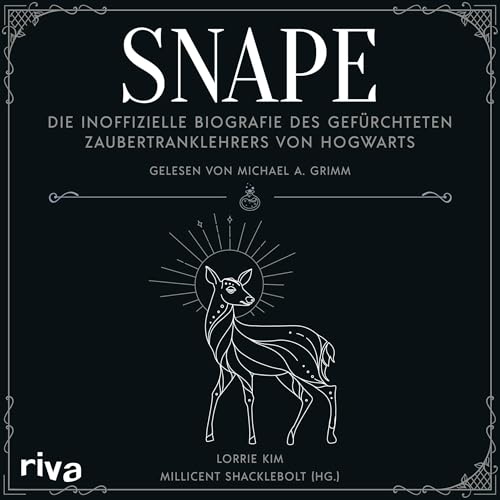 SNAPE
DIE INOFFIZIELLE BIOGRAFIE DES GEFÜRCHTETEN
ZAUBERTRANKLEHRERS VON HOGWARTS
GELESEN VON MICHAEL A. GRIMM
LORRIE KIM
MILLICENT SHACKLEBOLT (HG.)
riva